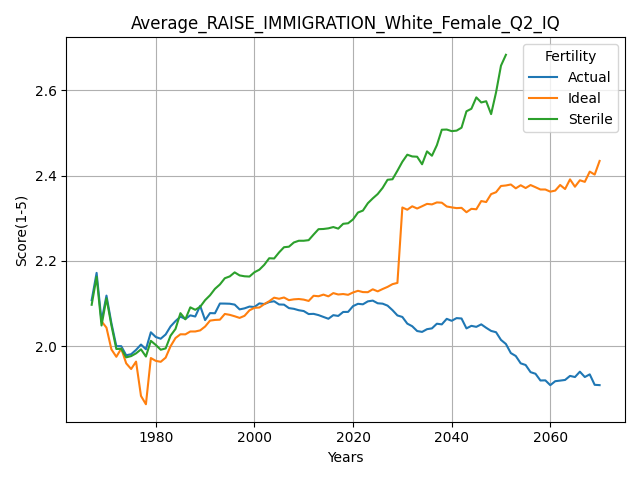 Average_RAISE_IMMIGRATION_White_Female_Q2_IQ
Fertility
Actual
Ideal
Sterile
Score(1-5)
2.6
2.4
2.2
2.0
1980
2000
2020
2040
2060
Years